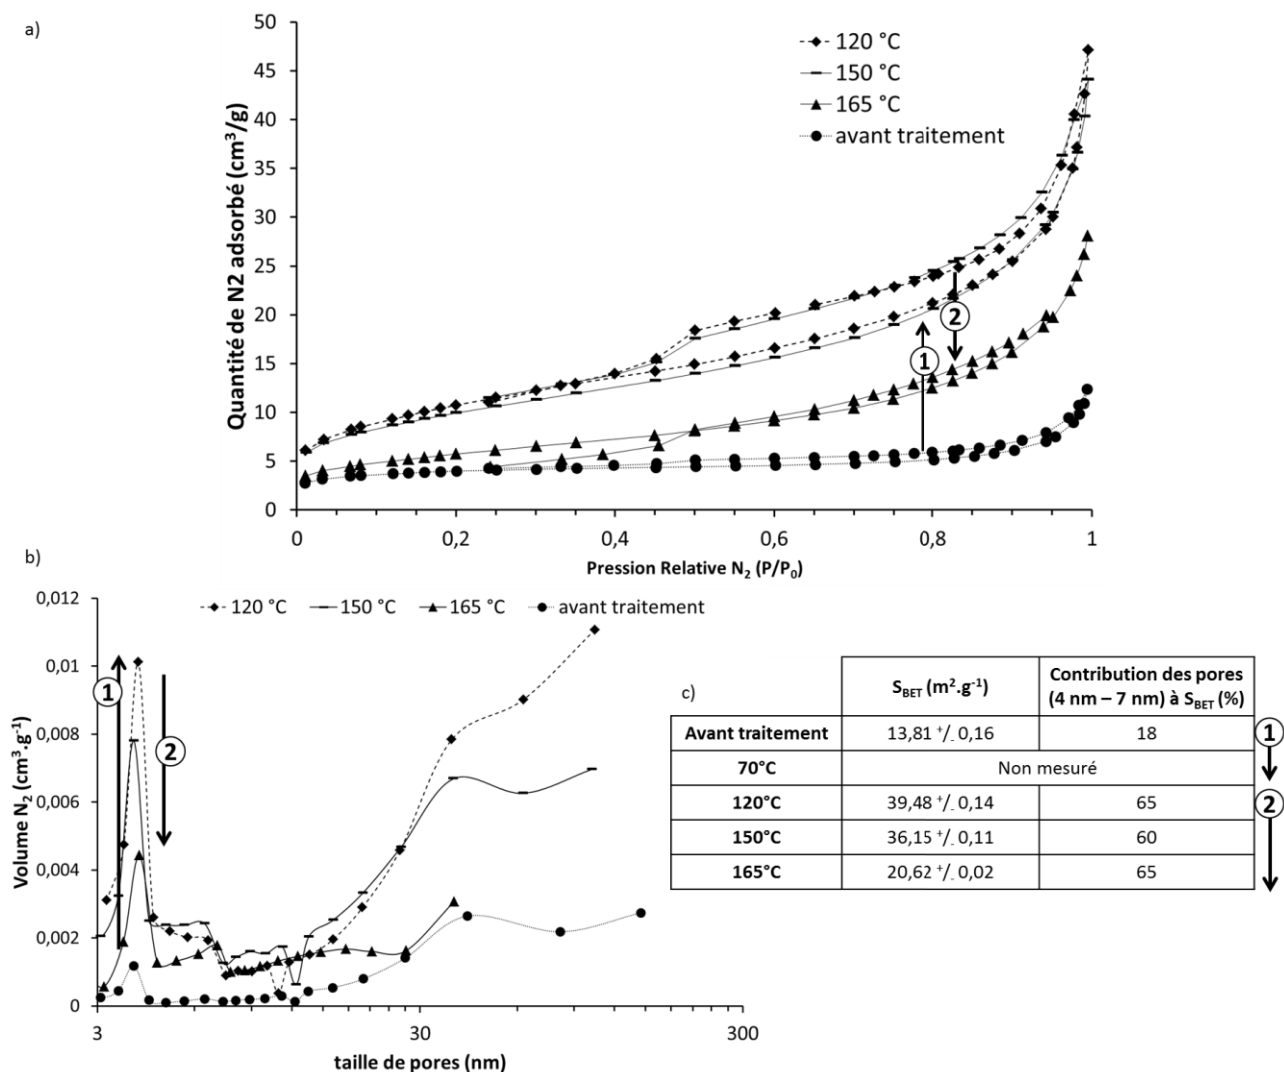 a)
50
45
40
35
30
25
20
15
10
5
0
Quantité de N2 adsorbé (cm³/g)
120 °C
150 °C
165 °C
avant traitement
2
1
0
0,2
0,4
0,6
0,8
1
Pression Relative N₂ (P/P₀)
b)
0,012
0,01
0,008
0,006
0,004
0,002
0
Volume N₂ (cm³.g⁻¹)
120 °C 150 °C 165 °C avant traitement
1
2
3
30
300
taille de pores (nm)
c)
S_BET (m².g⁻¹)
Contribution des pores
(4 nm – 7 nm) à S_BET (%)
Avant traitement 13,81 +/- 0,16 18
1
70°C Non mesuré
120°C 39,48 +/- 0,14 65
2
150°C 36,15 +/- 0,11 60
165°C 20,62 +/- 0,02 65